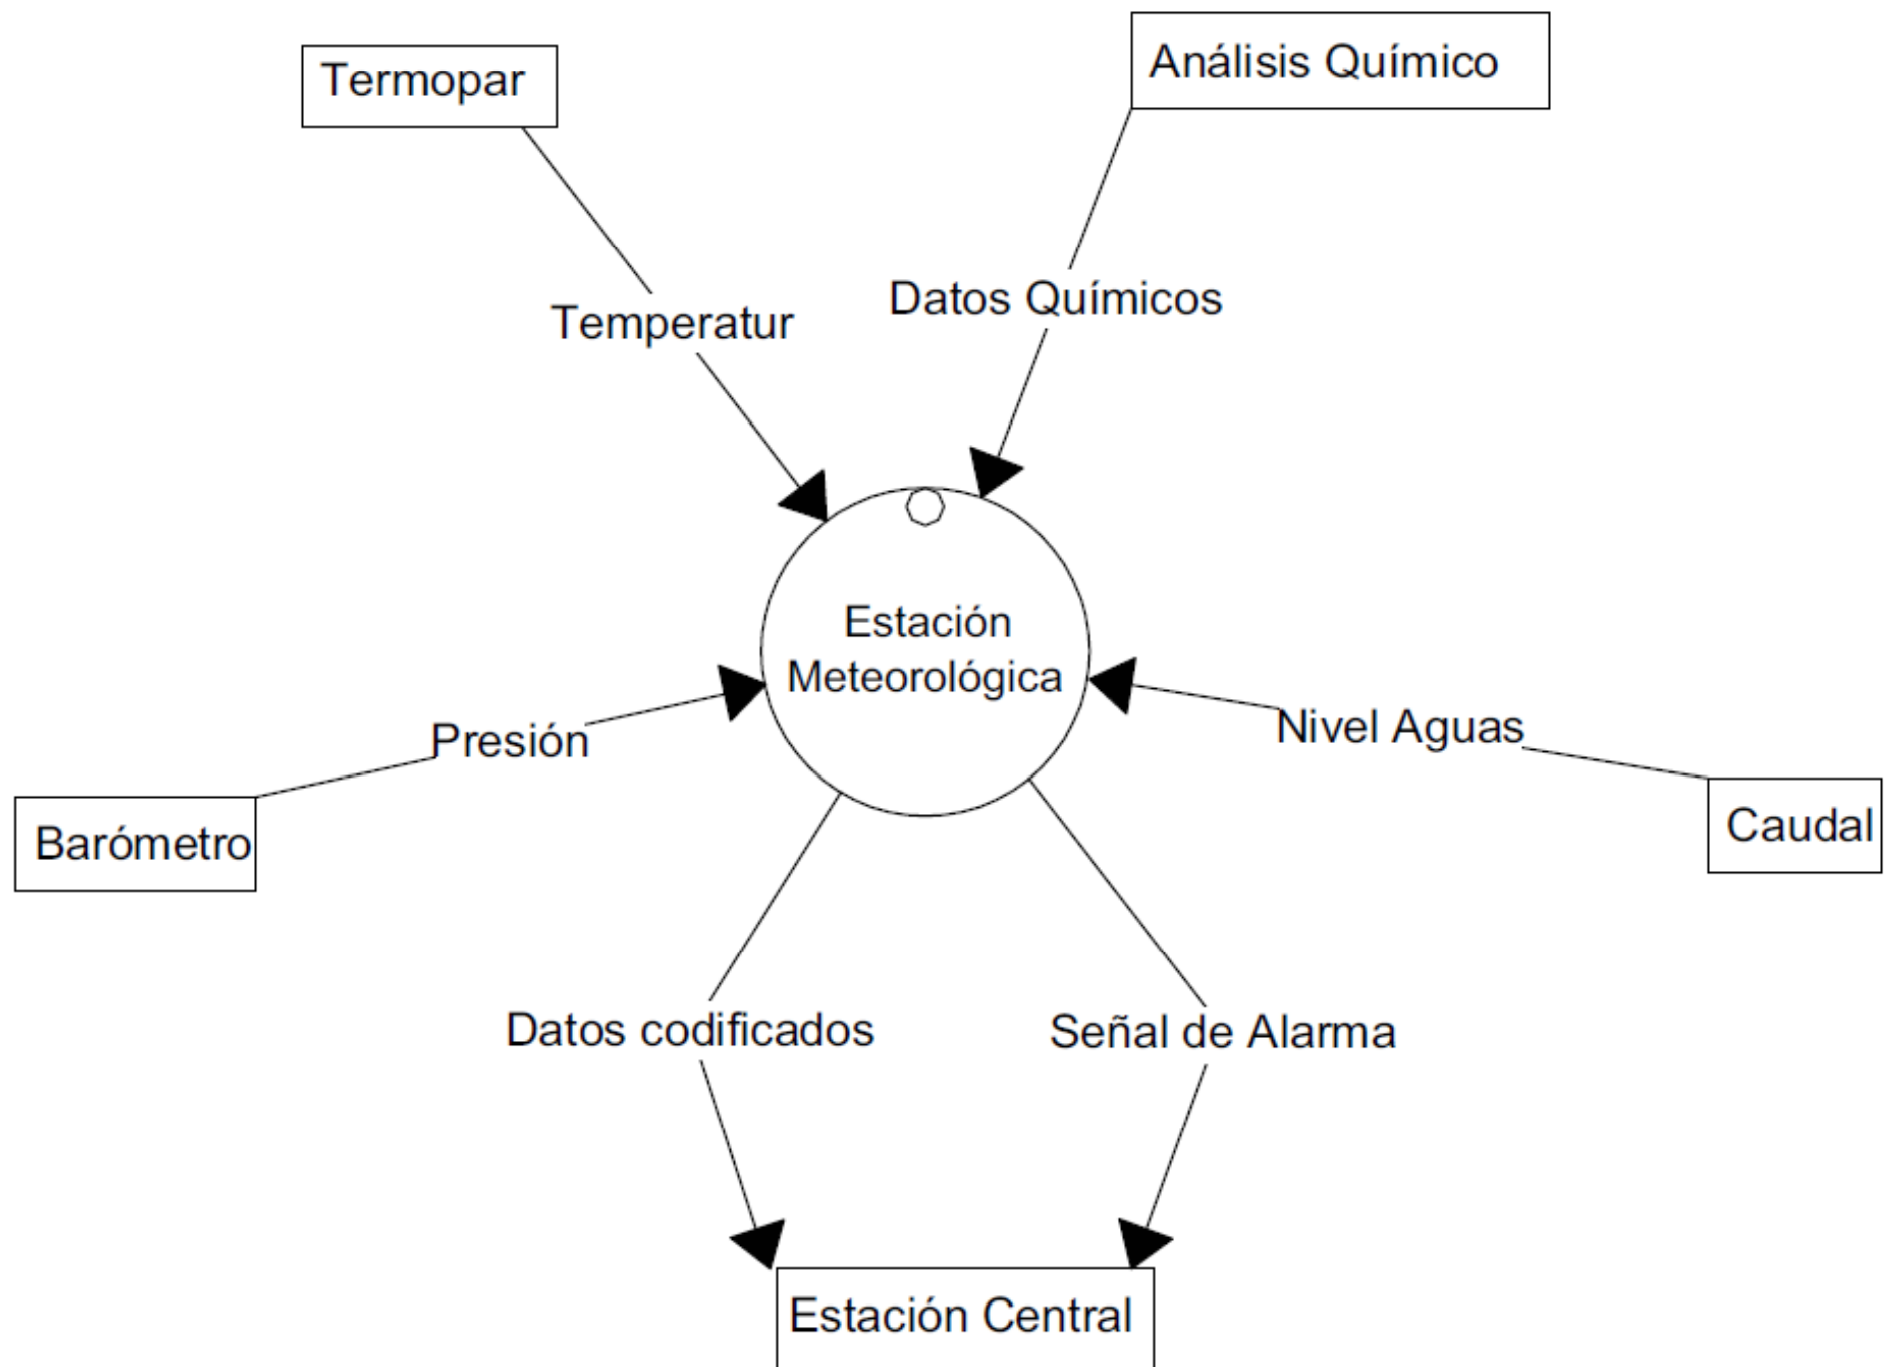 Termopar
Análisis Químico
Temperatur
Datos Químicos
Estación
Meteorológica
Presión
Nivel Aguas
Barómetro
Caudal
Datos codificados
Señal de Alarma
Estación Central